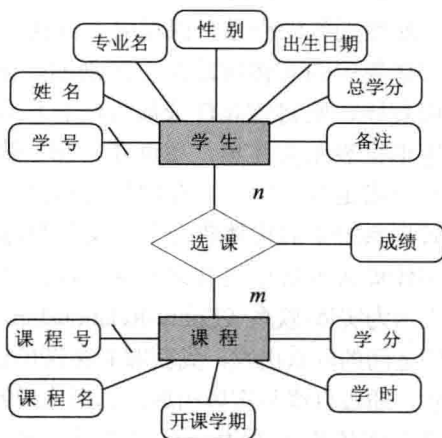 性 别
专业名
出生日期
姓 名
总学分
学 号
学 生
备注
n
选 课
成绩
m
课 程 号
课 程
学 分
课 程 名
学 时
开课学期